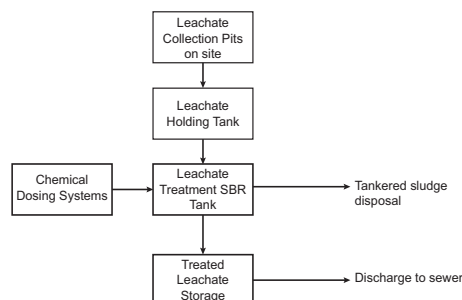 Leachate
Collection Pits
on site
Leachate
Holding Tank
Chemical
Dosing Systems
Leachate
Treatment SBR
Tank
Tankered sludge
disposal
Treated
Leachate
Storage
Discharge to sewer